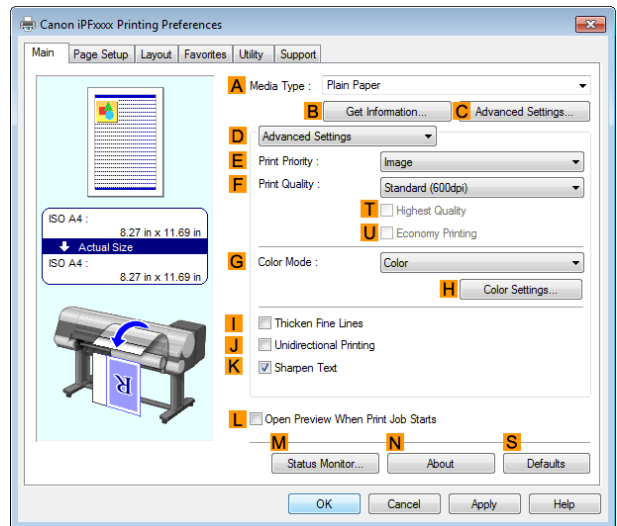 Canon iPFxxxx Printing Preferences
Main Page Setup Layout Favorites Utility Support
A Media Type : Plain Paper
B Get Information... C Advanced Settings...
D Advanced Settings
E Print Priority : Image
F Print Quality : Standard (600dpi)
T Highest Quality
U Economy Printing
ISO A4 :
8.27 in x 11.69 in
Actual Size
ISO A4 :
8.27 in x 11.69 in
G Color Mode : Color
H Color Settings...
I Thicken Fine Lines
J Unidirectional Printing
K Sharpen Text
R
L Open Preview When Print Job Starts
M N S
Status Monitor... About Defaults
OK Cancel Apply Help